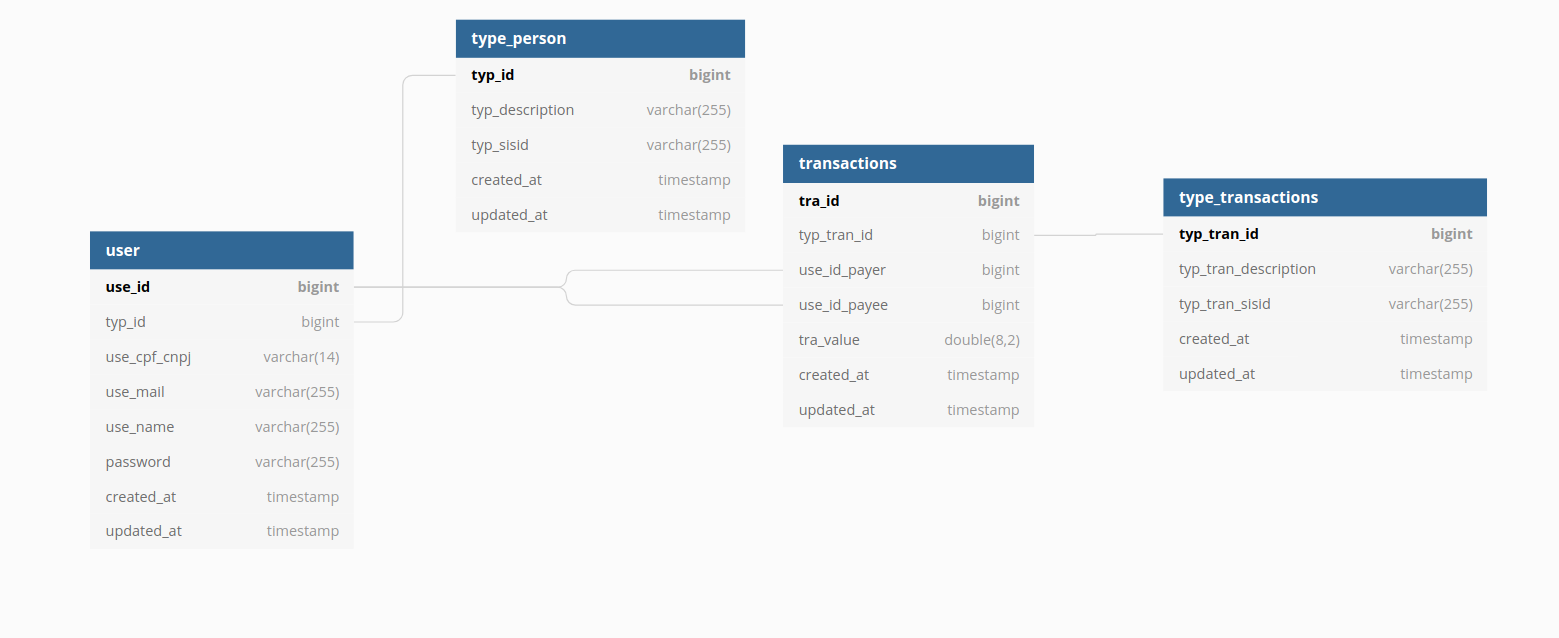 type_person
typ_id bigint
typ_description varchar(255)
typ_sisid varchar(255)
created_at timestamp
updated_at timestamp
user
use_id bigint
typ_id bigint
use_cpf_cnpj varchar(14)
use_mail varchar(255)
use_name varchar(255)
password varchar(255)
created_at timestamp
updated_at timestamp
transactions
tra_id bigint
typ_tran_id bigint
use_id_payer bigint
use_id_payee bigint
tra_value double(8,2)
created_at timestamp
updated_at timestamp
type_transactions
typ_tran_id bigint
typ_tran_description varchar(255)
typ_tran_sisid varchar(255)
created_at timestamp
updated_at timestamp